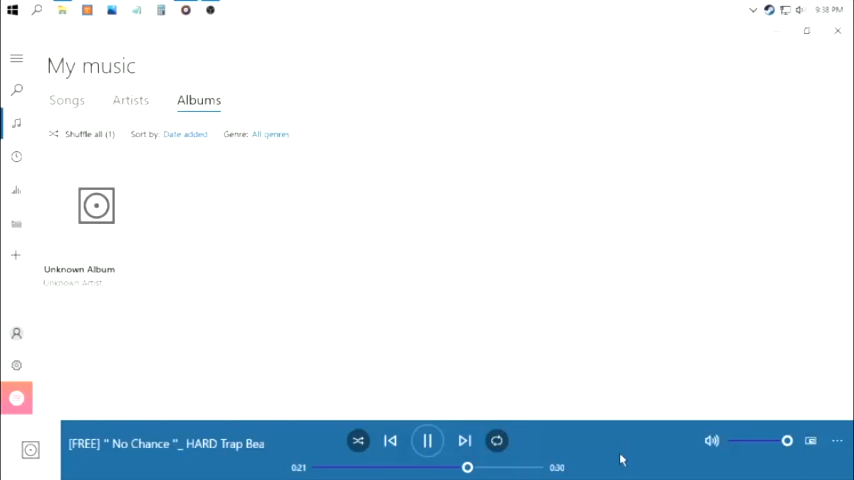 9:38 PM
My music
Songs Artists Albums
Shuffle all (1) Sort by: Date added Genre: All genres
Unknown Album
Unknown Artist
[FREE] " No Chance "_ HARD Trap Bea
0:21 0:30